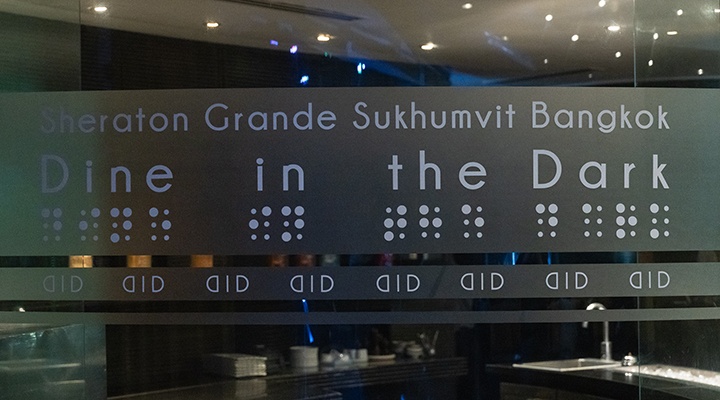 Sheraton Grande Sukhumvit Bangkok
Dine in the Dark
⠙⠊⠝⠑ ⠊⠝ ⠞⠓⠑ ⠙⠁⠗⠅
DID DID DID DID DID DID DID DID